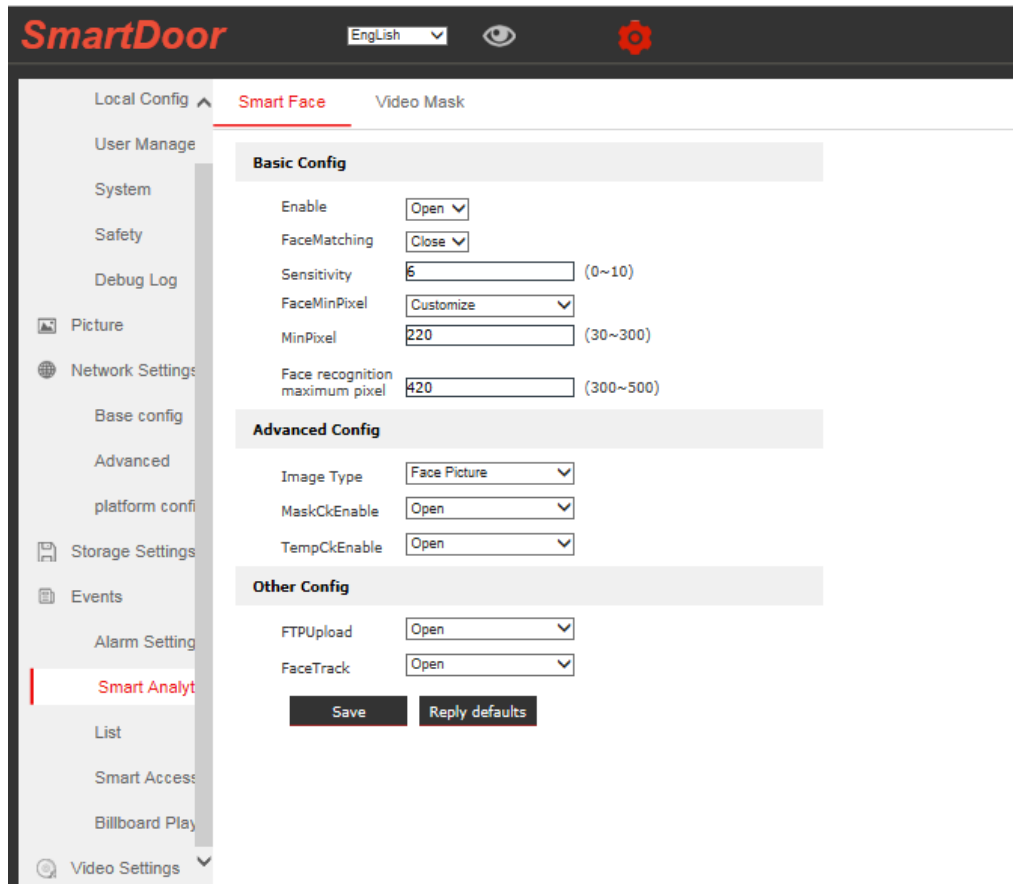 SmartDoor
EngLish
Local Config
User Manage
System
Safety
Debug Log
Picture
Network Settings
Base config
Advanced
platform confi
Storage Settings
Events
Alarm Setting
Smart Analyt
List
Smart Access
Billboard Play
Video Settings
Smart Face Video Mask
Basic Config
Enable Open
FaceMatching Close
Sensitivity 6 (0~10)
FaceMinPixel Customize
MinPixel 220 (30~300)
Face recognition
maximum pixel 420 (300~500)
Advanced Config
Image Type Face Picture
MaskCkEnable Open
TempCkEnable Open
Other Config
FTPUpload Open
FaceTrack Open
Save Reply defaults